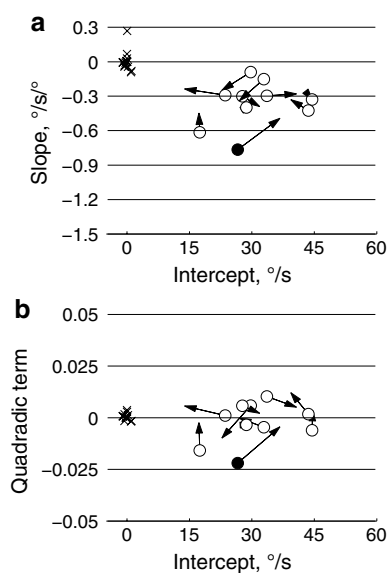 a
0.3
0
−0.3
−0.6
−0.9
−1.2
−1.5
Slope, °/s/°
0 15 30 45 60
Intercept, °/s
b
0.05
0.025
0
−0.025
−0.05
Quadradic term
0 15 30 45 60
Intercept, °/s